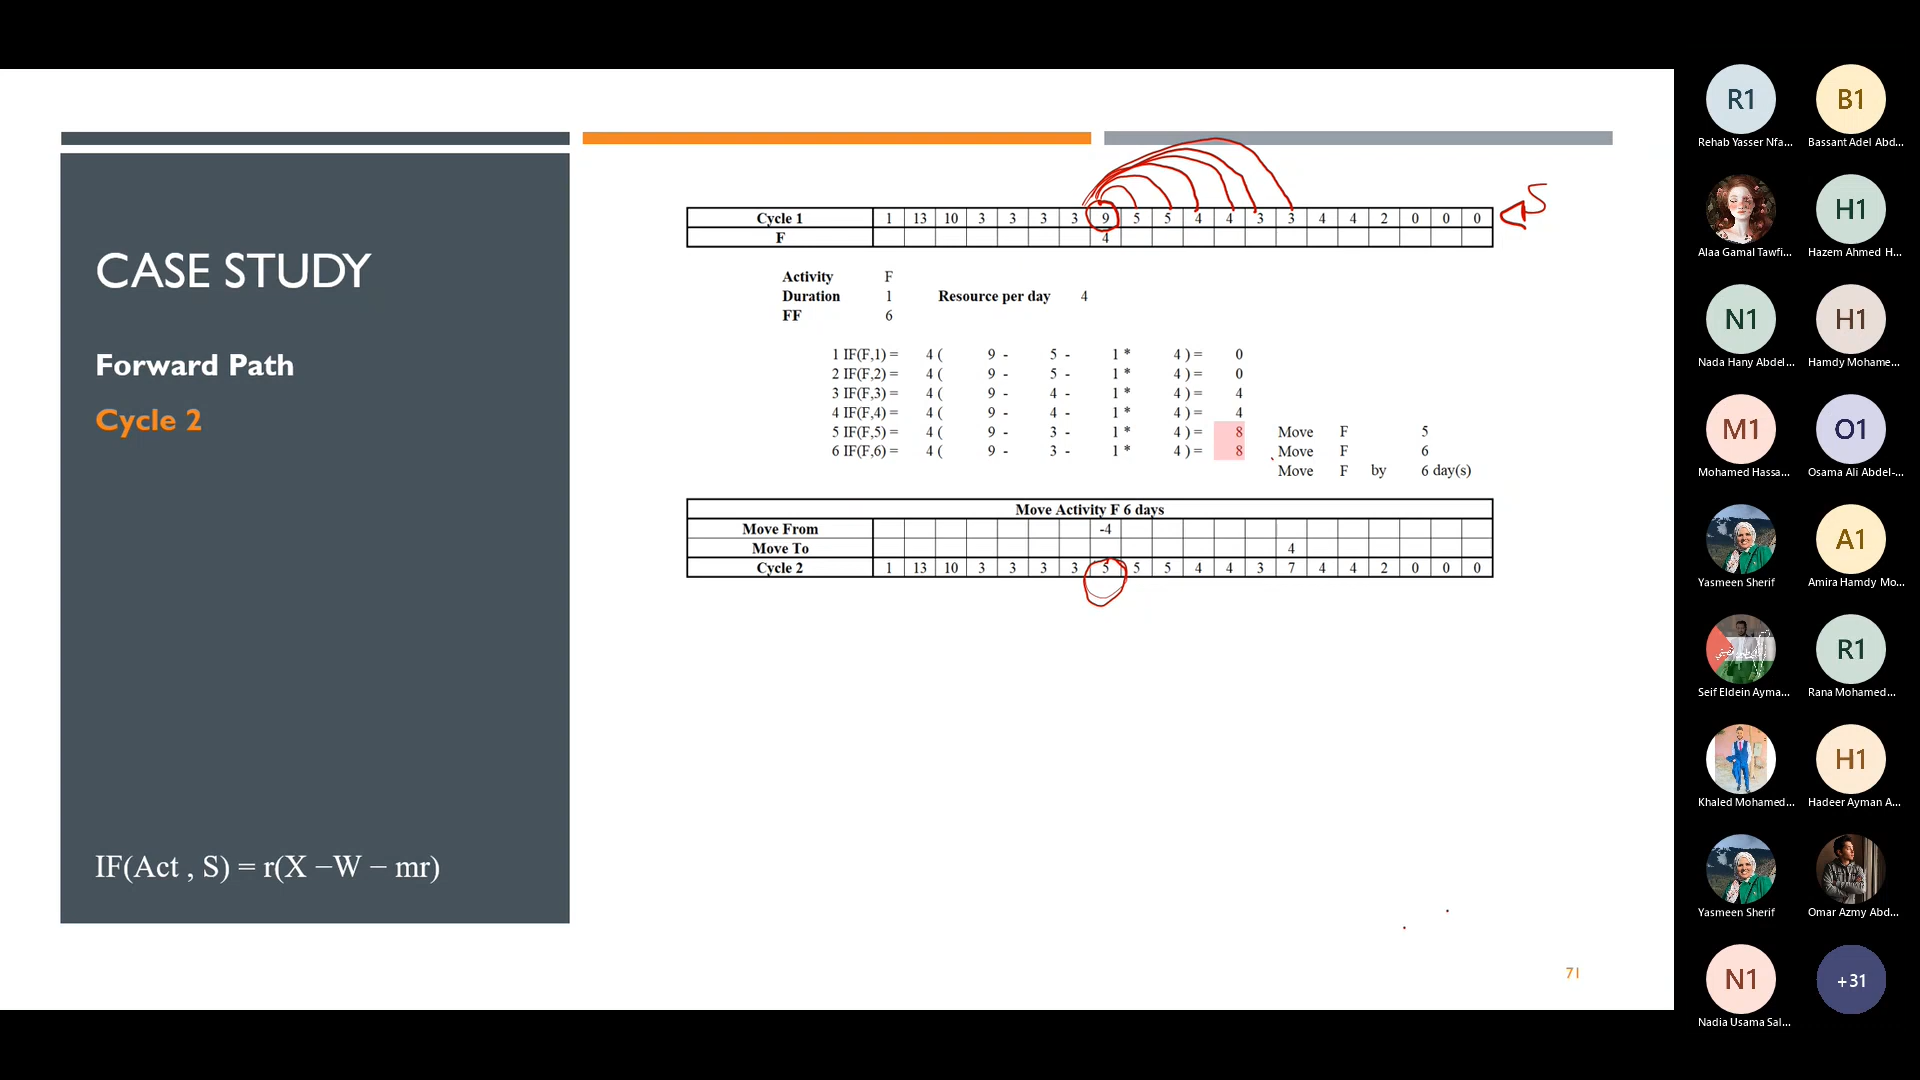 CASE STUDY
Forward Path
Cycle 2
IF(Act , S) = r(X −W − mr)
Cycle 1 1 13 10 3 3 3 3 9 5 5 4 4 3 3 4 4 2 0 0 0
F 4
5
Activity F
Duration 1 Resource per day 4
FF 6
1 IF(F,1) = 4 ( 9 - 5 - 1 * 4 ) = 0
2 IF(F,2) = 4 ( 9 - 5 - 1 * 4 ) = 0
3 IF(F,3) = 4 ( 9 - 4 - 1 * 4 ) = 4
4 IF(F,4) = 4 ( 9 - 4 - 1 * 4 ) = 4
5 IF(F,5) = 4 ( 9 - 3 - 1 * 4 ) = 8 Move F 5
6 IF(F,6) = 4 ( 9 - 3 - 1 * 4 ) = 8 Move F 6
Move F by 6 day(s)
Move Activity F 6 days
Move From -4
Move To 4
Cycle 2 1 13 10 3 3 3 3 5 5 5 4 4 3 7 4 4 2 0 0 0
71
R1 B1
Rehab Yasser Nfa... Bassant Adel Abd...
H1
Alaa Gamal Tawfi... Hazem Ahmed H...
N1 H1
Nada Hany Abdel... Hamdy Mohame...
M1 O1
Mohamed Hassa... Osama Ali Abdel-...
A1
Yasmeen Sherif Amira Hamdy Mo...
R1
Seif Eldein Ayma... Rana Mohamed...
H1
Khaled Mohamed... Hadeer Ayman A...
Yasmeen Sherif Omar Azmy Abd...
N1 +31
Nadia Usama Sal...